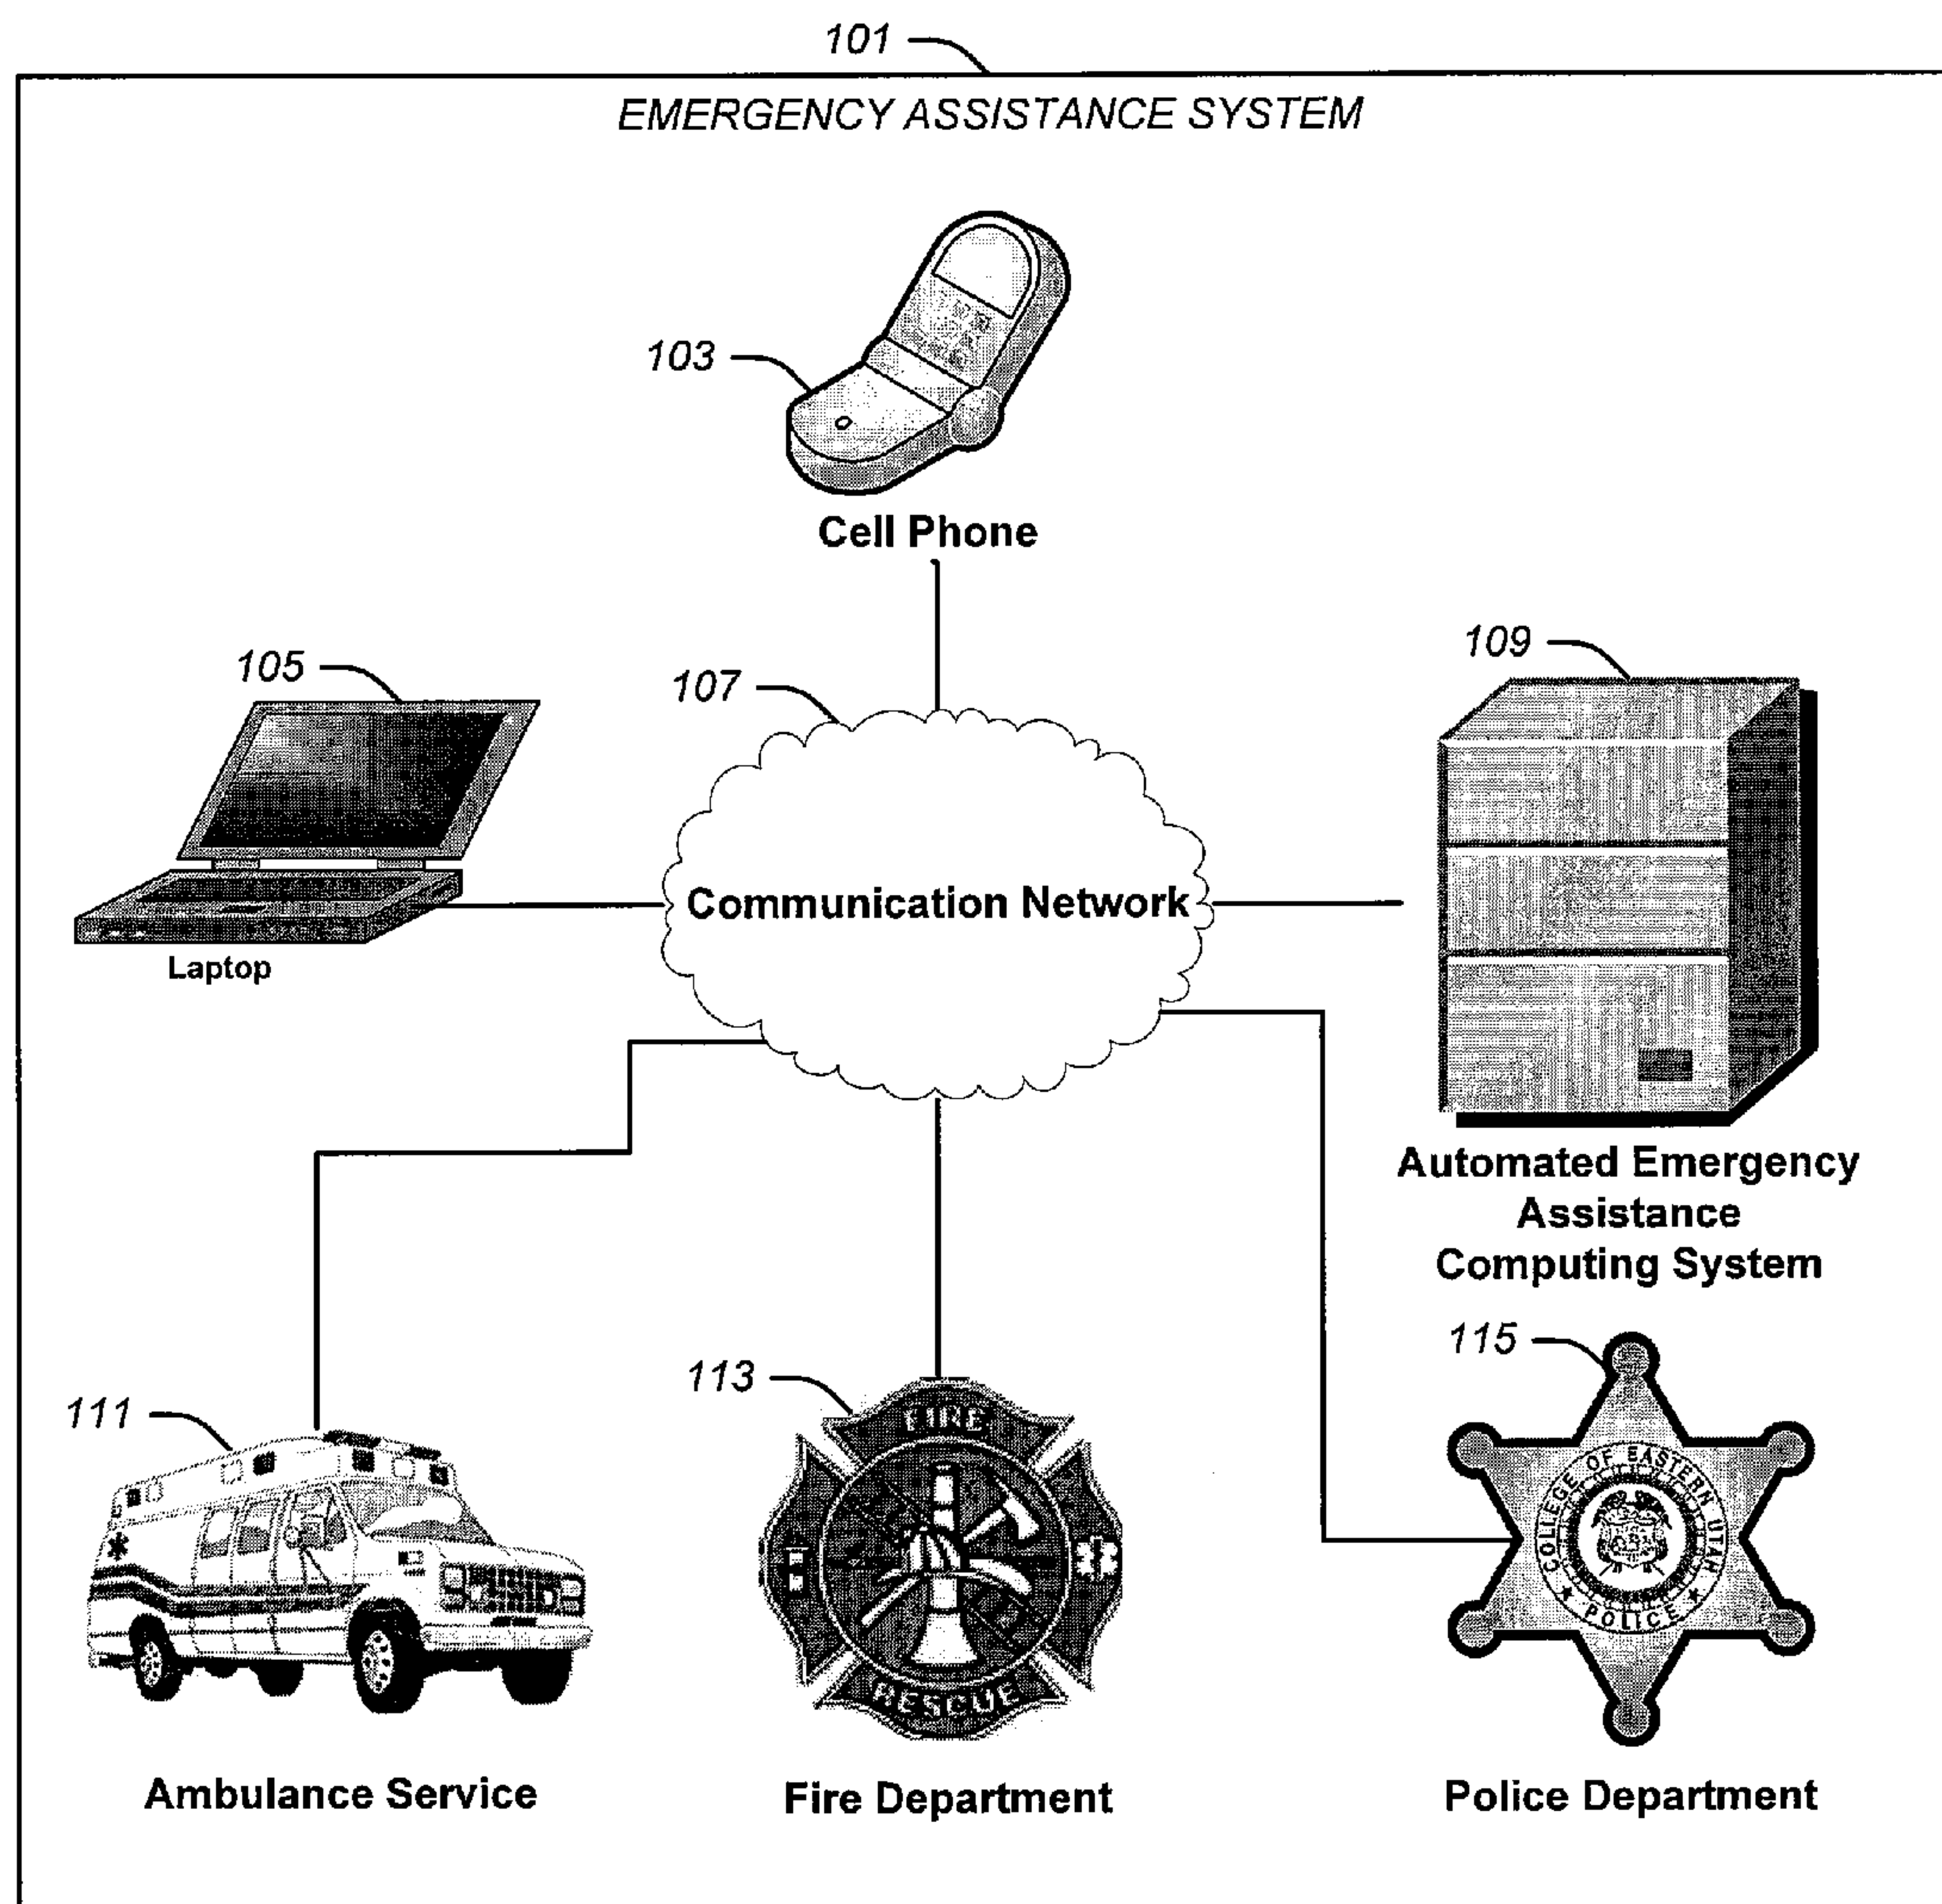 101
EMERGENCY ASSISTANCE SYSTEM
103
Cell Phone
105
107
109
Communication Network
Laptop
Automated Emergency
Assistance
Computing System
111
113
115
FIRE
RESCUE
COLLEGE OF EASTERN UTAH
★ POLICE ★
Ambulance Service
Fire Department
Police Department